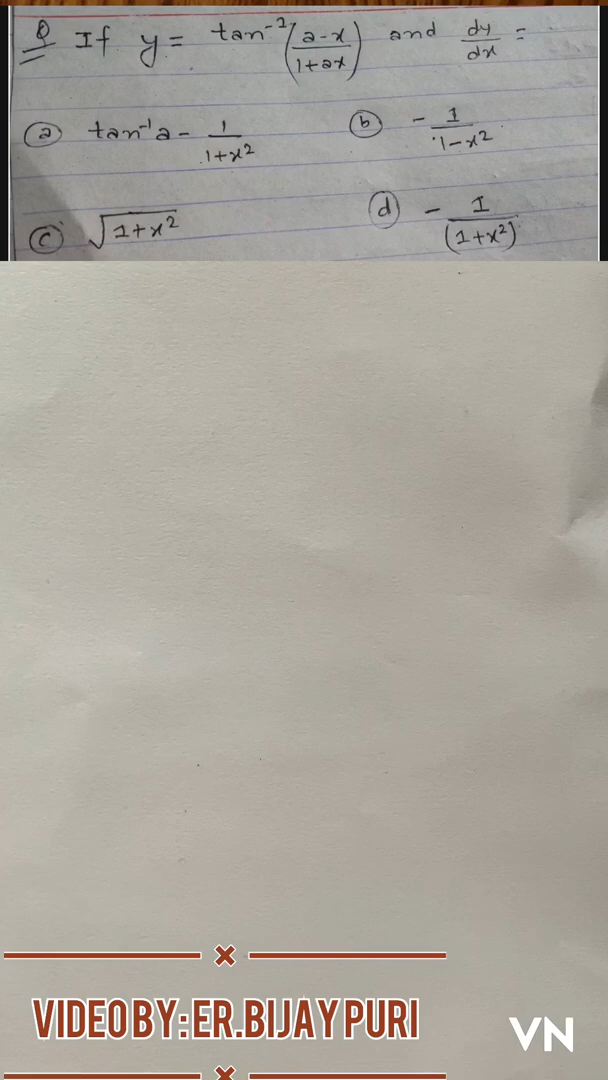 Q If y = tan⁻¹((a-x)/(1+ax)) and dy/dx =
(a) tan⁻¹a - 1/(1+x²) (b) - 1/(1-x²)
(c) √(1+x²) (d) - 1/(1+x²)
VIDEO BY: ER.BIJAY PURI
VN